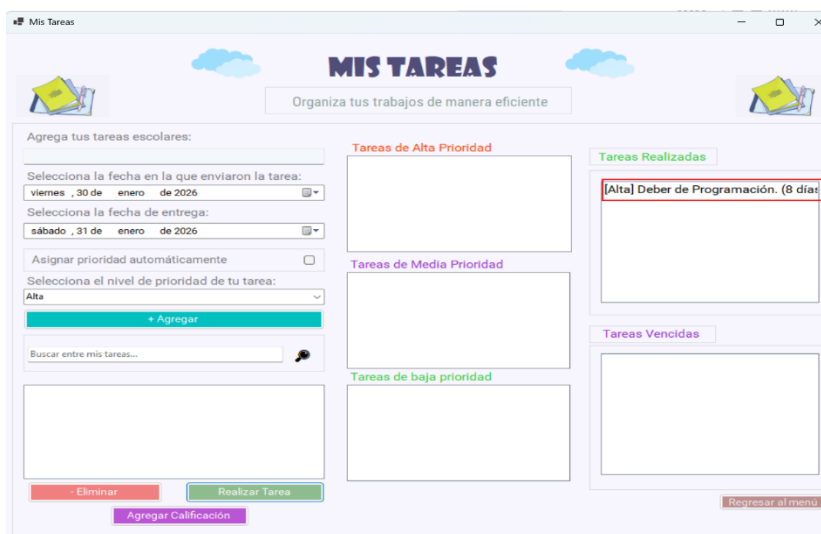 Mis Tareas
MIS TAREAS
Organiza tus trabajos de manera eficiente
Agrega tus tareas escolares:
Selecciona la fecha en la que enviaron la tarea:
viernes , 30 de enero de 2026
Selecciona la fecha de entrega:
sábado , 31 de enero de 2026
Asignar prioridad automáticamente
Selecciona el nivel de prioridad de tu tarea:
Alta
+ Agregar
Buscar entre mis tareas...
- Eliminar
Realizar Tarea
Agregar Calificación
Tareas de Alta Prioridad
Tareas de Media Prioridad
Tareas de baja prioridad
Tareas Realizadas
[Alta] Deber de Programación. (8 días
Tareas Vencidas
Regresar al menú